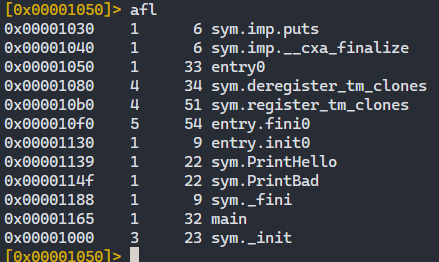 [0x00001050]> afl
0x00001030 1 6 sym.imp.puts
0x00001040 1 6 sym.imp.__cxa_finalize
0x00001050 1 33 entry0
0x00001080 4 34 sym.deregister_tm_clones
0x000010b0 4 51 sym.register_tm_clones
0x000010f0 5 54 entry.fini0
0x00001130 1 9 entry.init0
0x00001139 1 22 sym.PrintHello
0x0000114f 1 22 sym.PrintBad
0x00001188 1 9 sym._fini
0x00001165 1 32 main
0x00001000 3 23 sym._init
[0x00001050]>